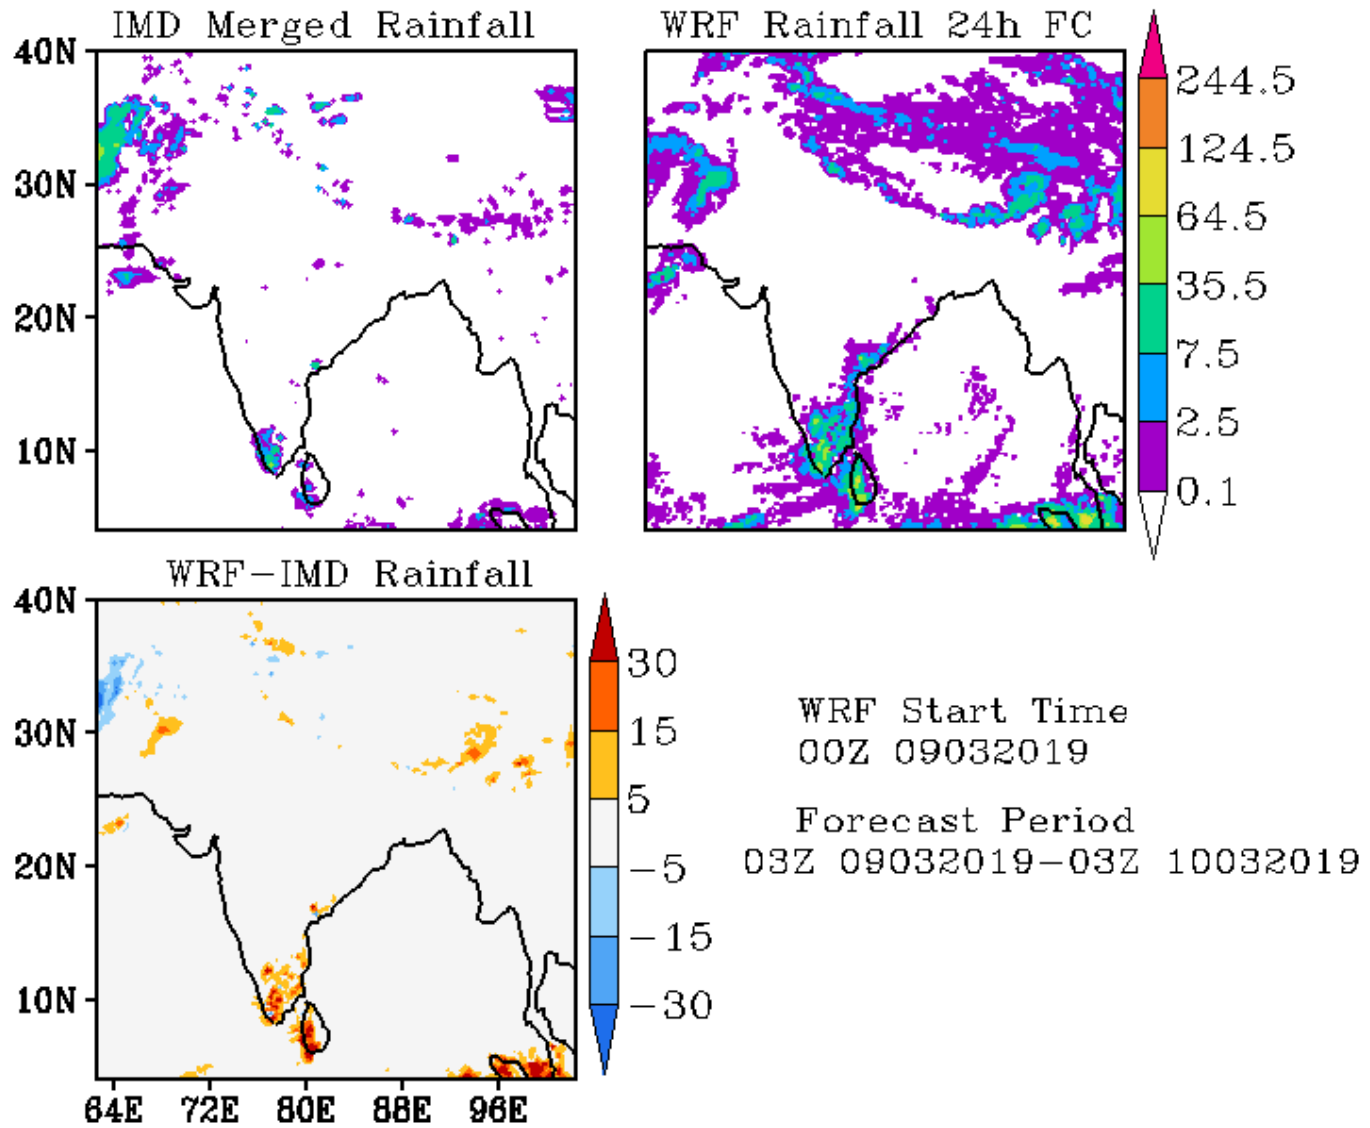 IMD Merged Rainfall
WRF Rainfall 24h FC
40N
30N
20N
10N
244.5
124.5
64.5
35.5
7.5
2.5
0.1
WRF-IMD Rainfall
40N
30N
20N
10N
64E 72E 80E 88E 96E
30
15
5
-5
-15
-30
WRF Start Time
00Z 09032019
Forecast Period
03Z 09032019-03Z 10032019